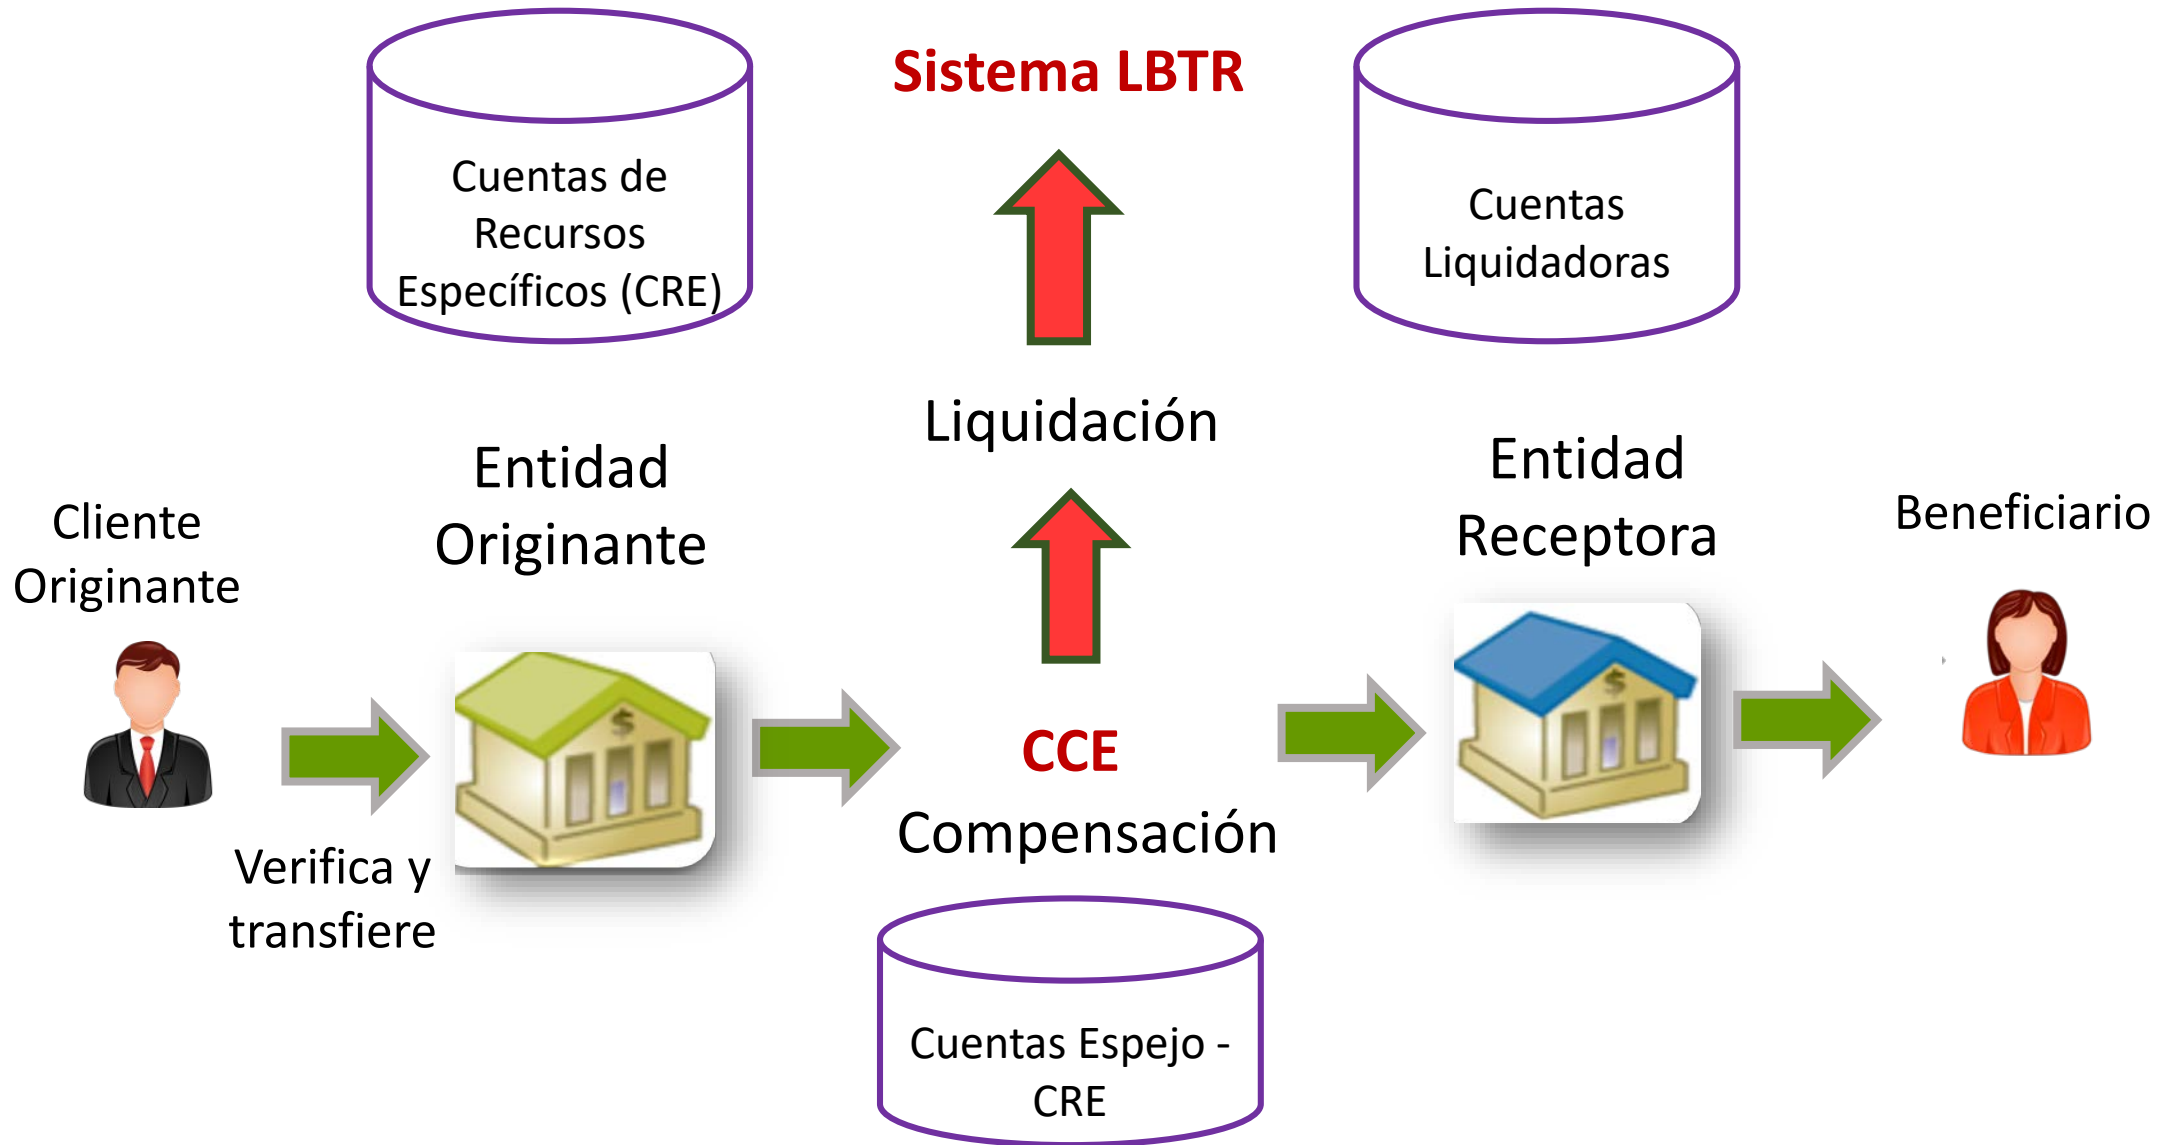 Sistema LBTR
Cuentas de
Recursos
Específicos (CRE)
Cuentas
Liquidadoras
Liquidación
Entidad
Originante
Entidad
Receptora
Cliente
Originante
Beneficiario
Verifica y
transfiere
CCE
Compensación
Cuentas Espejo -
CRE
$
$